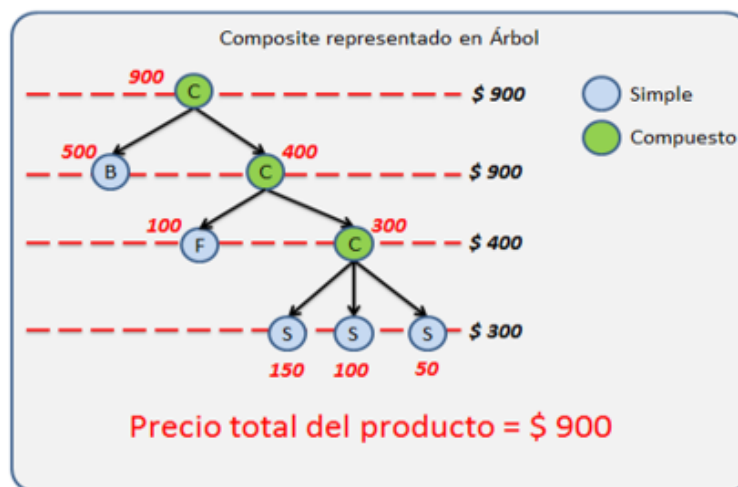 Composite representado en Árbol
900
C
$ 900
Simple
Compuesto
500
B
400
C
$ 900
100
F
300
C
$ 400
S
S
S
$ 300
150
100
50
Precio total del producto = $ 900